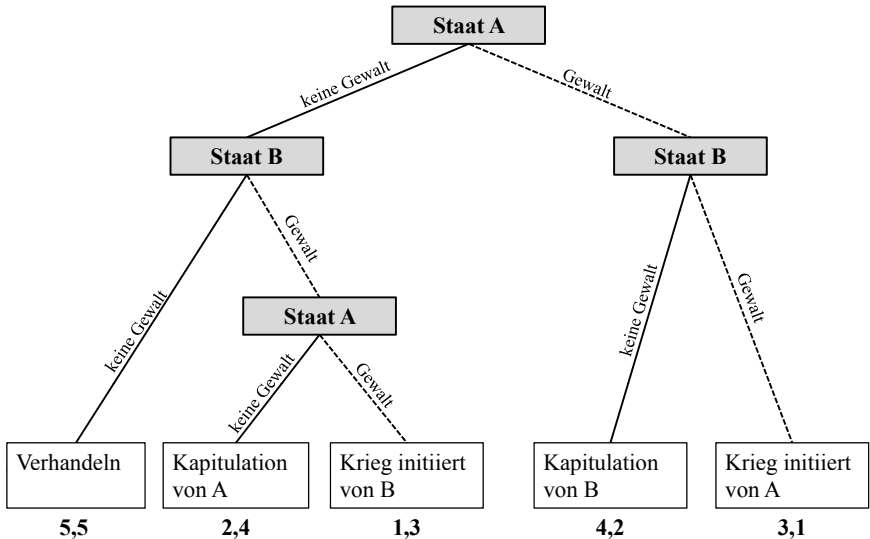 Staat A
keine Gewalt
Gewalt
Staat B
Staat B
keine Gewalt
Gewalt
Staat A
keine Gewalt
Gewalt
keine Gewalt
Gewalt
Verhandeln
Kapitulation
von A
Krieg initiiert
von B
Kapitulation
von B
Krieg initiiert
von A
5,5
2,4
1,3
4,2
3,1